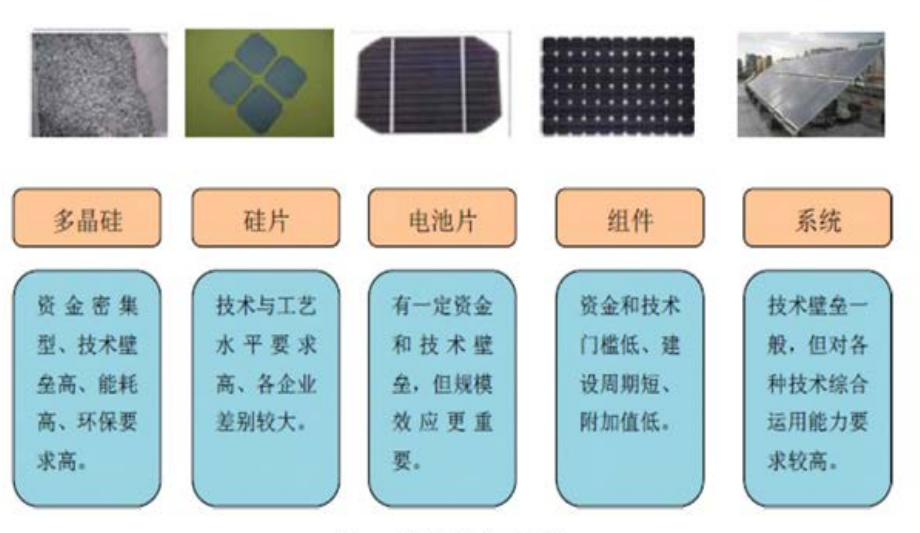 多晶硅
硅片
电池片
组件
系统
资金密集
型、技术壁
垒高、能耗
高、环保要
求高。
技术与工艺
水平要求
高、各企业
差别较大。
有一定资金
和技术壁
垒，但规模
效应更重
要。
资金和技术
门槛低、建
设周期短、
附加值低。
技术壁垒一
般，但对各
种技术综合
运用能力要
求较高。